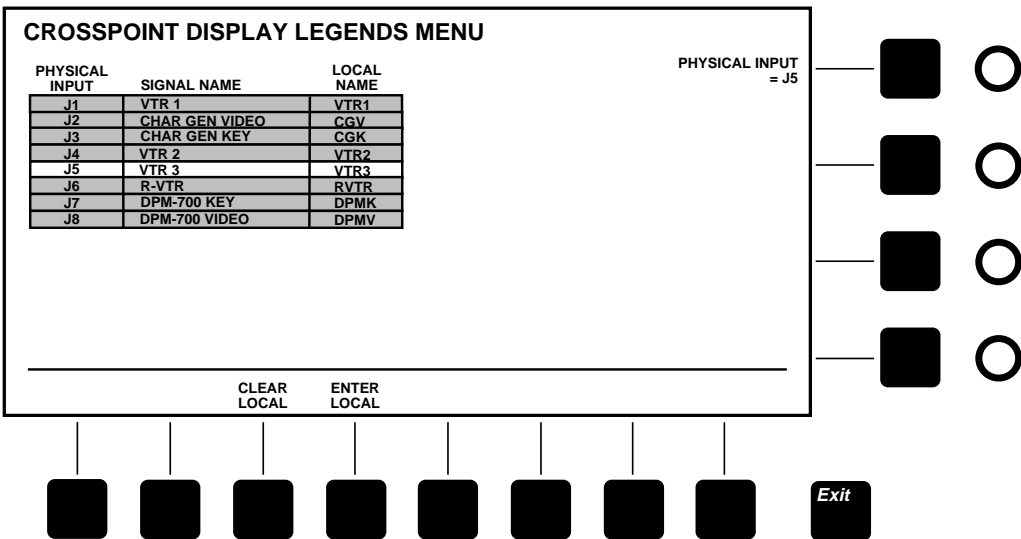 CROSSPOINT DISPLAY LEGENDS MENU
PHYSICAL INPUT
= J5
PHYSICAL INPUT SIGNAL NAME LOCAL NAME
J1 VTR 1 VTR1
J2 CHAR GEN VIDEO CGV
J3 CHAR GEN KEY CGK
J4 VTR 2 VTR2
J5 VTR 3 VTR3
J6 R-VTR RVTR
J7 DPM-700 KEY DPMK
J8 DPM-700 VIDEO DPMV
CLEAR LOCAL
ENTER LOCAL
Exit